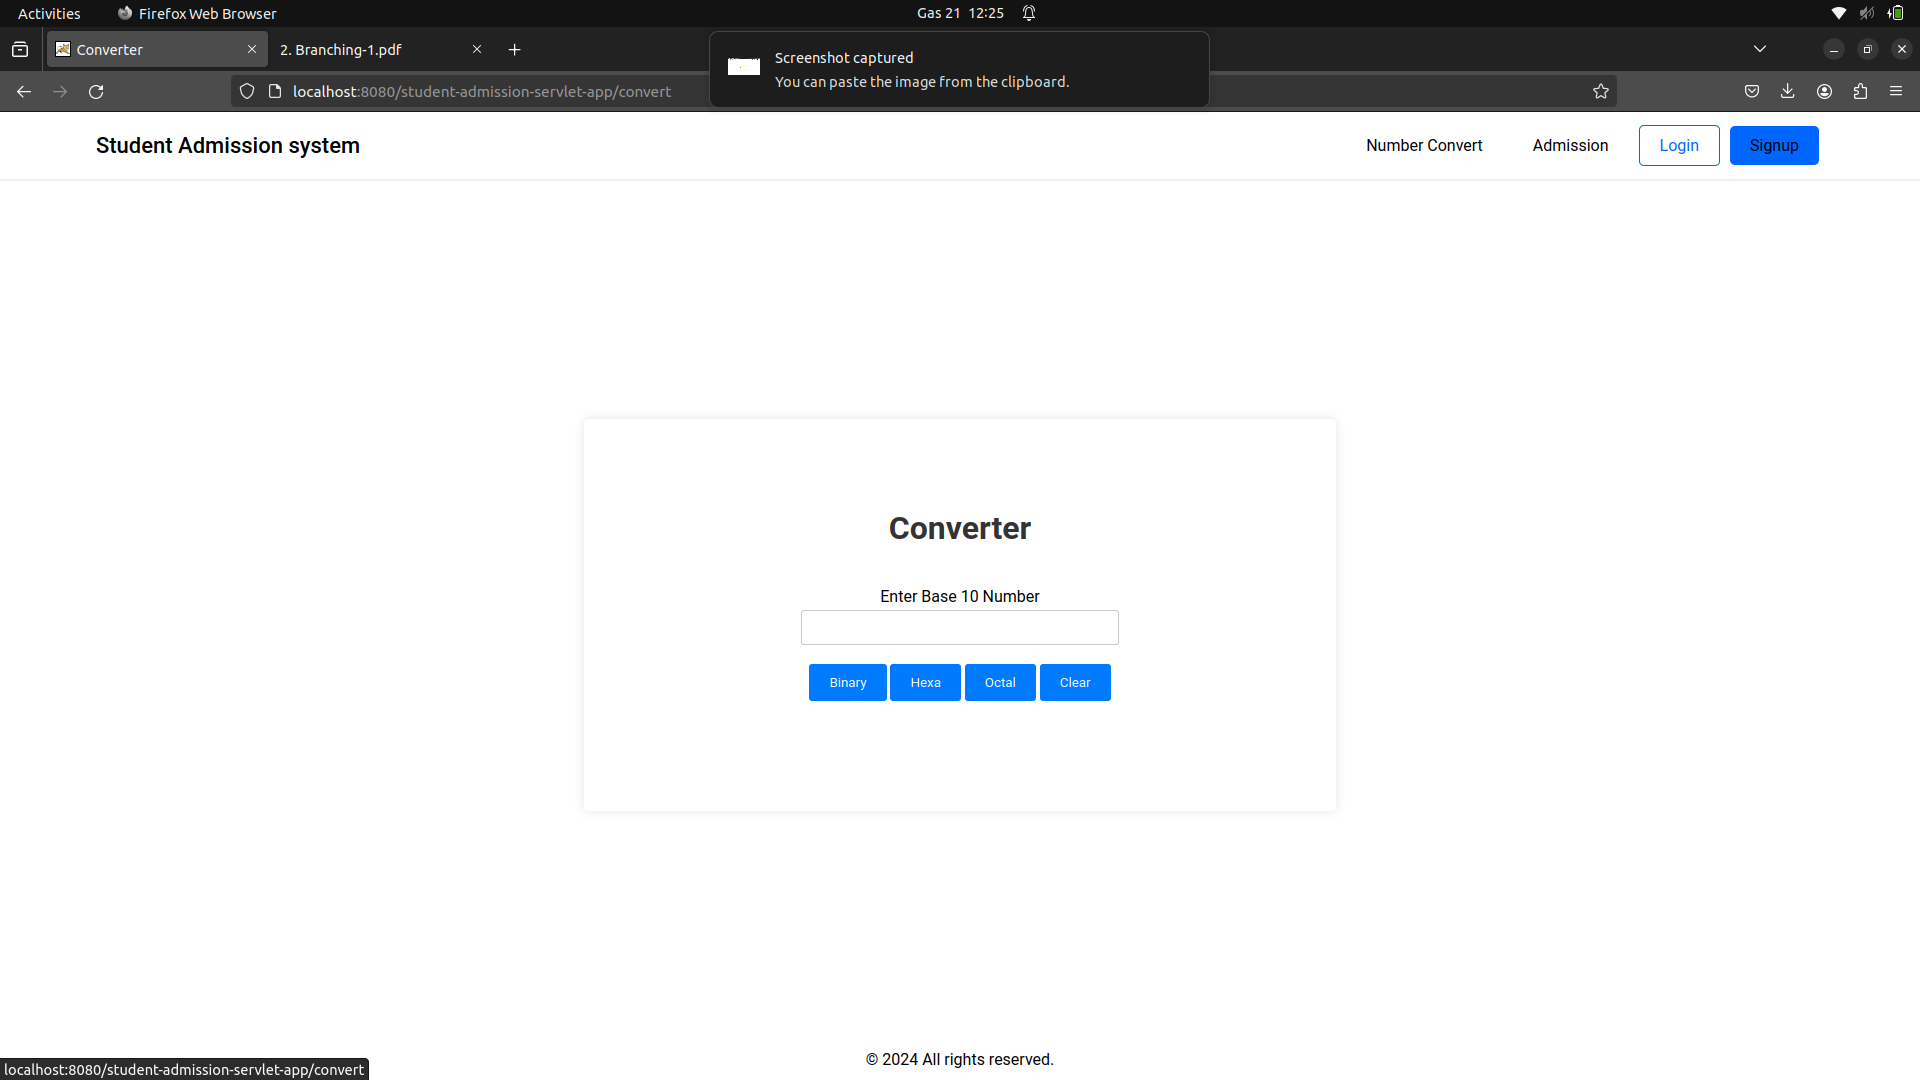 Activities
Firefox Web Browser
Gas 21 12:25
Converter
2. Branching-1.pdf
Screenshot captured
You can paste the image from the clipboard.
localhost:8080/student-admission-servlet-app/convert
Student Admission system
Number Convert
Admission
Login
Signup
Converter
Enter Base 10 Number
Binary
Hexa
Octal
Clear
© 2024 All rights reserved.
localhost:8080/student-admission-servlet-app/convert